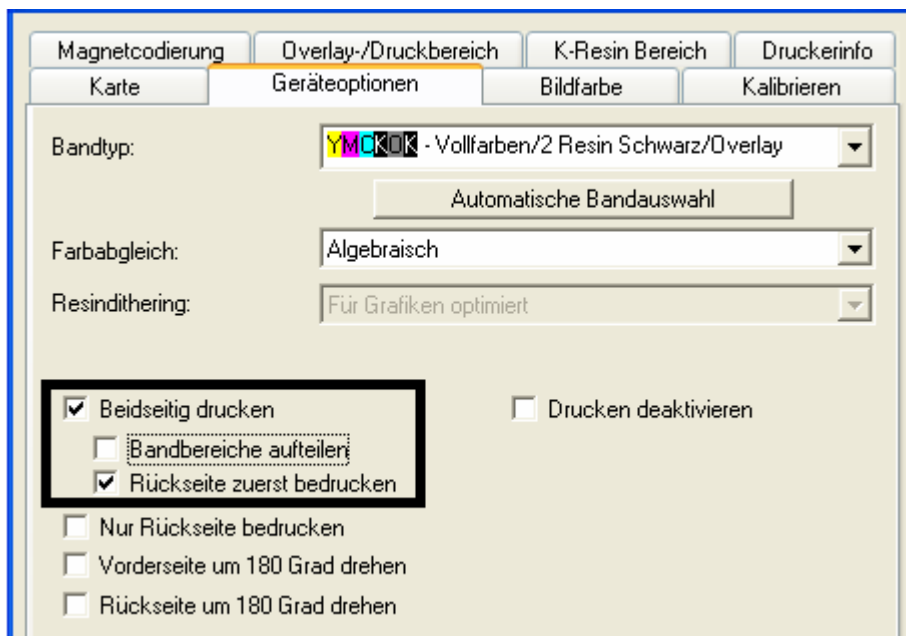 Magnetcodierung Overlay-/Druckbereich K-Resin Bereich Druckerinfo
Karte Geräteoptionen Bildfarbe Kalibrieren
Bandtyp: YMCKOK - Vollfarben/2 Resin Schwarz/Overlay
Automatische Bandauswahl
Farbabgleich: Algebraisch
Resindithering: Für Grafiken optimiert
Beidseitig drucken Drucken deaktivieren
Bandbereiche aufteilen
Rückseite zuerst bedrucken
Nur Rückseite bedrucken
Vorderseite um 180 Grad drehen
Rückseite um 180 Grad drehen